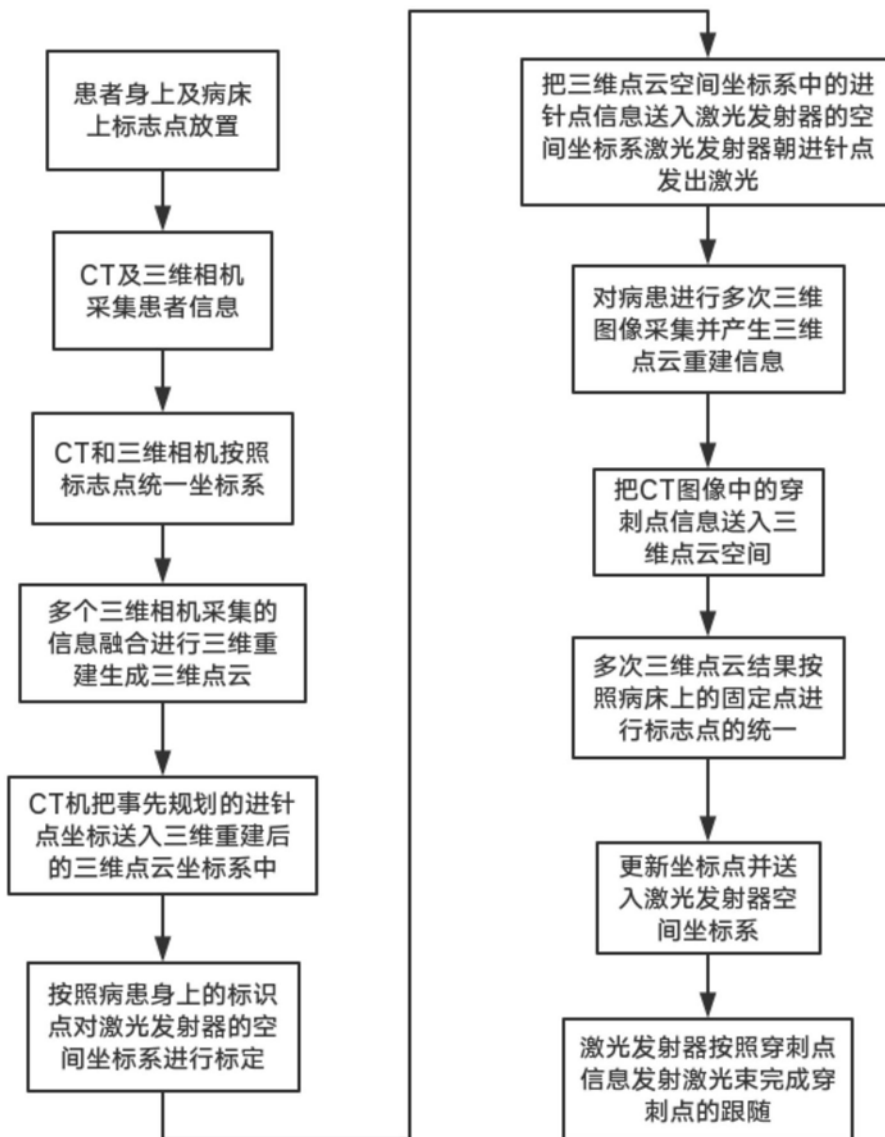 患者身上及病床
上标志点放置
CT及三维相机
采集患者信息
CT和三维相机按照
标志点统一坐标系
多个三维相机采集的
信息融合进行三维重
建生成三维点云
CT机把事先规划的进针
点坐标送入三维重建后
的三维点云坐标系中
按照病患身上的标识
点对激光发射器的空
间坐标系进行标定
把三维点云空间坐标系中的进
针点信息送入激光发射器的空
间坐标系激光发射器朝进针点
发出激光
对病患进行多次三维
图像采集并产生三维
点云重建信息
把CT图像中的穿
刺点信息送入三
维点云空间
多次三维点云结果按
照病床上的固定点进
行标志点的统一
更新坐标点并送
入激光发射器空
间坐标系
激光发射器按照穿刺点
信息发射激光束完成穿
刺点的跟随